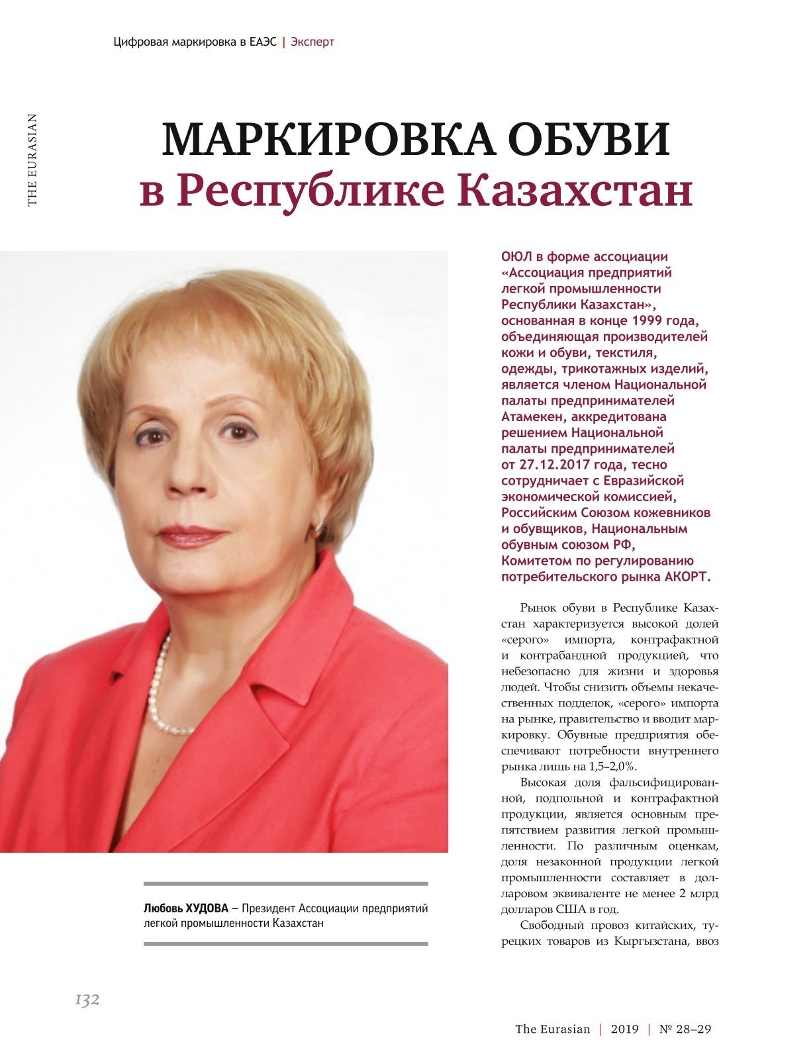 Цифровая маркировка в ЕАЭС | Эксперт
THE EURASIAN
МАРКИРОВКА ОБУВИ
в Республике Казахстан
ОЮЛ в форме ассоциации
«Ассоциация предприятий
легкой промышленности
Республики Казахстан»,
основанная в конце 1999 года,
объединяющая производителей
кожи и обуви, текстиля,
одежды, трикотажных изделий,
является членом Национальной
палаты предпринимателей
Атамекен, аккредитована
решением Национальной
палаты предпринимателей
от 27.12.2017 года, тесно
сотрудничает с Евразийской
экономической комиссией,
Российским Союзом кожевников
и обувщиков, Национальным
обувным союзом РФ,
Комитетом по регулированию
потребительского рынка АКОРТ.
Рынок обуви в Республике Казах-
стан характеризуется высокой долей
«серого» импорта, контрафактной
и контрабандной продукцией, что
небезопасно для жизни и здоровья
людей. Чтобы снизить объемы некаче-
ственных подделок, «серого» импорта
на рынке, правительство и вводит мар-
кировку. Обувные предприятия обе-
спечивают потребности внутреннего
рынка лишь на 1,5–2,0%.
Высокая доля фальсифицирован-
ной, подпольной и контрафактной
продукции, является основным пре-
пятствием развития легкой промыш-
ленности. По различным оценкам,
доля незаконной продукции легкой
промышленности составляет в дол-
ларовом эквиваленте не менее 2 млрд
долларов США в год.
Свободный провоз китайских, ту-
рецких товаров из Кыргызстана, ввоз
Любовь ХУДОВА – Президент Ассоциации предприятий
легкой промышленности Казахстан
132
The Eurasian | 2019 | № 28–29